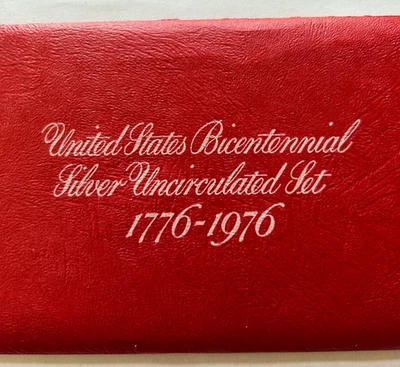 United States Bicentennial
Silver Uncirculated Set
1776-1976